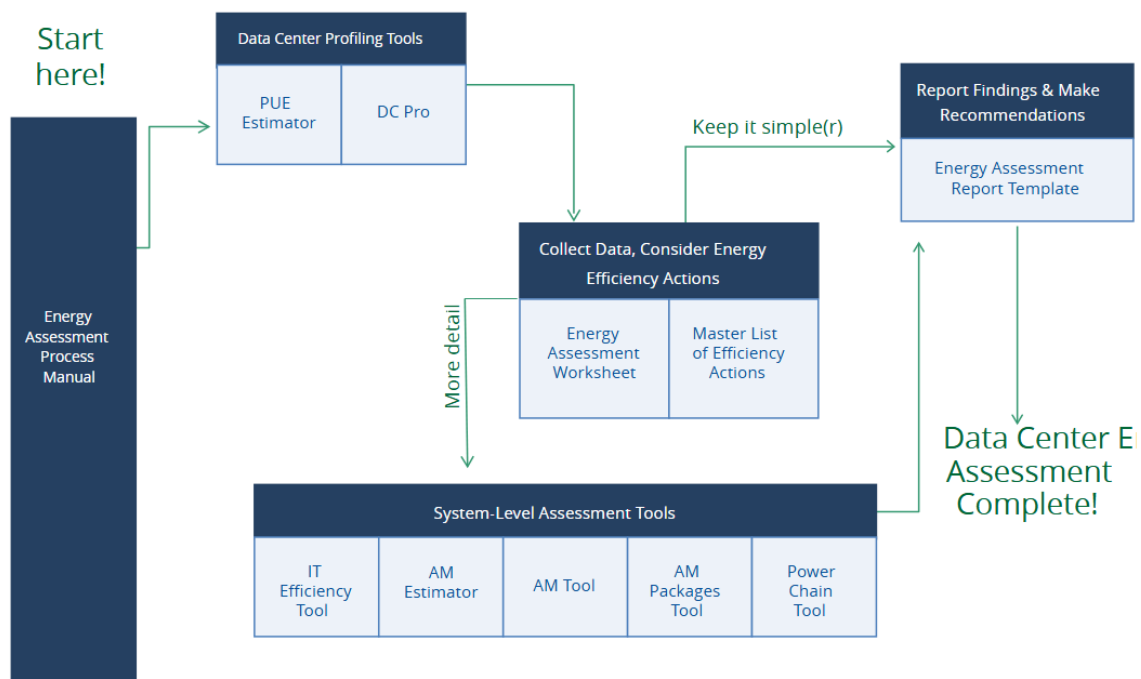 Start
here!
Energy
Assessment
Process
Manual
Data Center Profiling Tools
PUE
Estimator
DC Pro
Collect Data, Consider Energy
Efficiency Actions
Energy
Assessment
Worksheet
Master List
of Efficiency
Actions
Keep it simple(r)
More detail
Report Findings & Make
Recommendations
Energy Assessment
Report Template
System-Level Assessment Tools
IT
Efficiency
Tool
AM
Estimator
AM Tool
AM
Packages
Tool
Power
Chain
Tool
Data Center
Assessment
Complete!